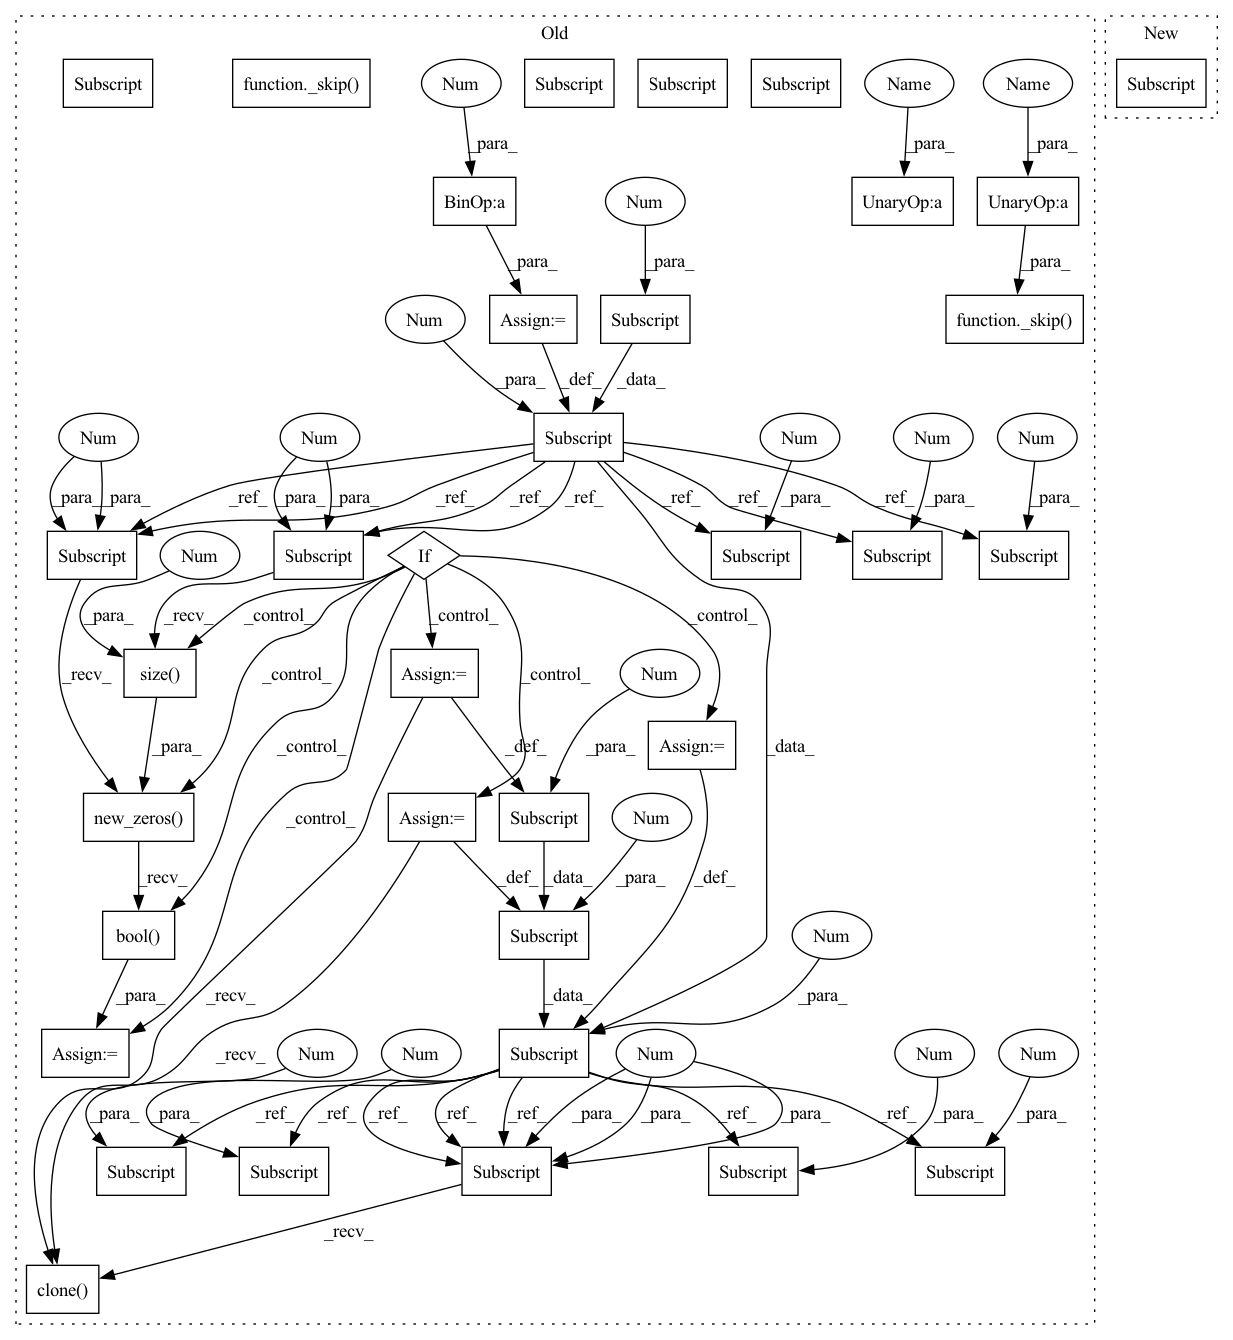 Old
New
Subscript
function._skip()
Num
Subscript
Subscript
Subscript
Name
Name
Subscript
_para_
_para_
_para_
BinOp:a
Num
UnaryOp:a
UnaryOp:a
_para_
_para_
_para_
Num
Assign:=
Subscript
function._skip()
_para_
_def_
_data_
Num
Num
Subscript
Num
Num
Num
_para_
_para_
_ref_
_para_
_para_
_ref_
_ref_
_ref_
_ref_
_para_
_ref_
_para_
_ref_
_para_
Subscript
Num
Subscript
If
Subscript
Subscript
Subscript
_para_
_recv_
_control_
_control_
_control_
_recv_
size()
_control_
Assign:=
_control_
Num
_para_
_control_
_def_
_para_
Assign:=
_data_
new_zeros()
_control_
Assign:=
Subscript
Num
_recv_
_def_
_data_
_para_
_def_
bool()
Subscript
Num
_para_
_recv_
_data_
_para_
Assign:=
_recv_
Num
Num
Subscript
Num
Num
Num
_para_
_para_
_ref_
_ref_
_ref_
_ref_
_ref_
_para_
_para_
_ref_
_para_
_para_
_ref_
_para_
Subscript
Subscript
Subscript
Subscript
Subscript
_recv_
clone()